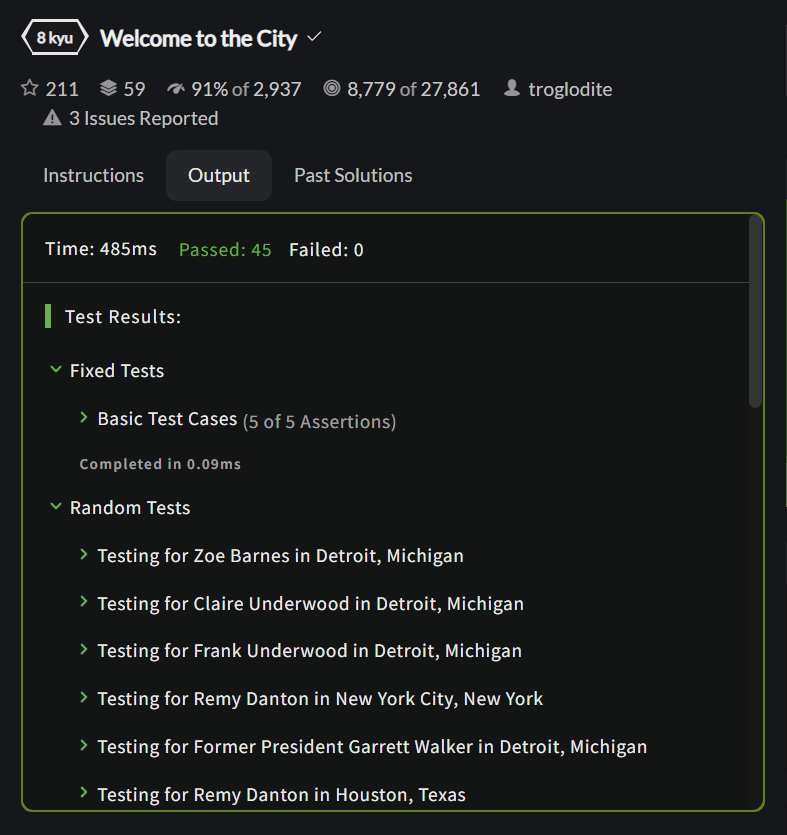 8 kyu Welcome to the City
211 59 91% of 2,937 8,779 of 27,861 troglodite
3 Issues Reported
Instructions Output Past Solutions
Time: 485ms Passed: 45 Failed: 0
Test Results:
Fixed Tests
Basic Test Cases (5 of 5 Assertions)
Completed in 0.09ms
Random Tests
Testing for Zoe Barnes in Detroit, Michigan
Testing for Claire Underwood in Detroit, Michigan
Testing for Frank Underwood in Detroit, Michigan
Testing for Remy Danton in New York City, New York
Testing for Former President Garrett Walker in Detroit, Michigan
Testing for Remy Danton in Houston, Texas